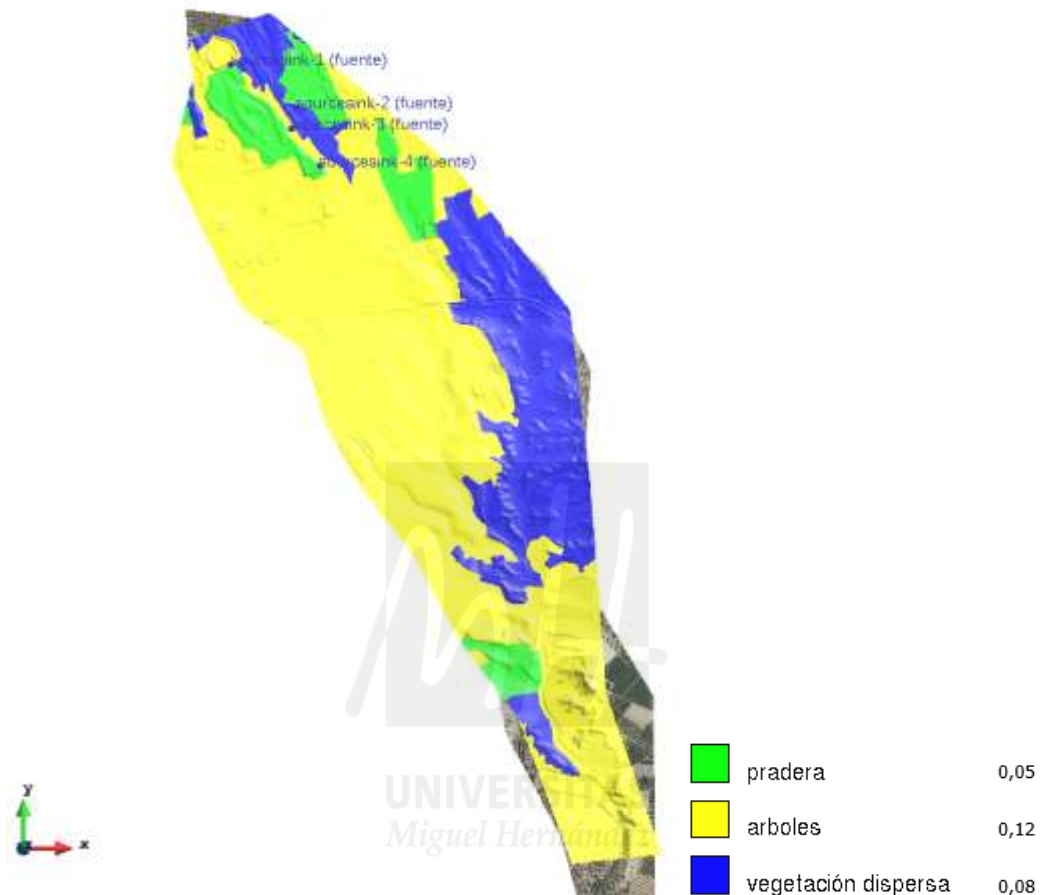 sourcesink-1 (fuente)
sourcesink-2 (fuente)
sourcesink-3 (fuente)
sourcesink-4 (fuente)
UNIVERSITAS
Miguel Hernández
y
x
pradera 0,05
arboles 0,12
vegetación dispersa 0,08